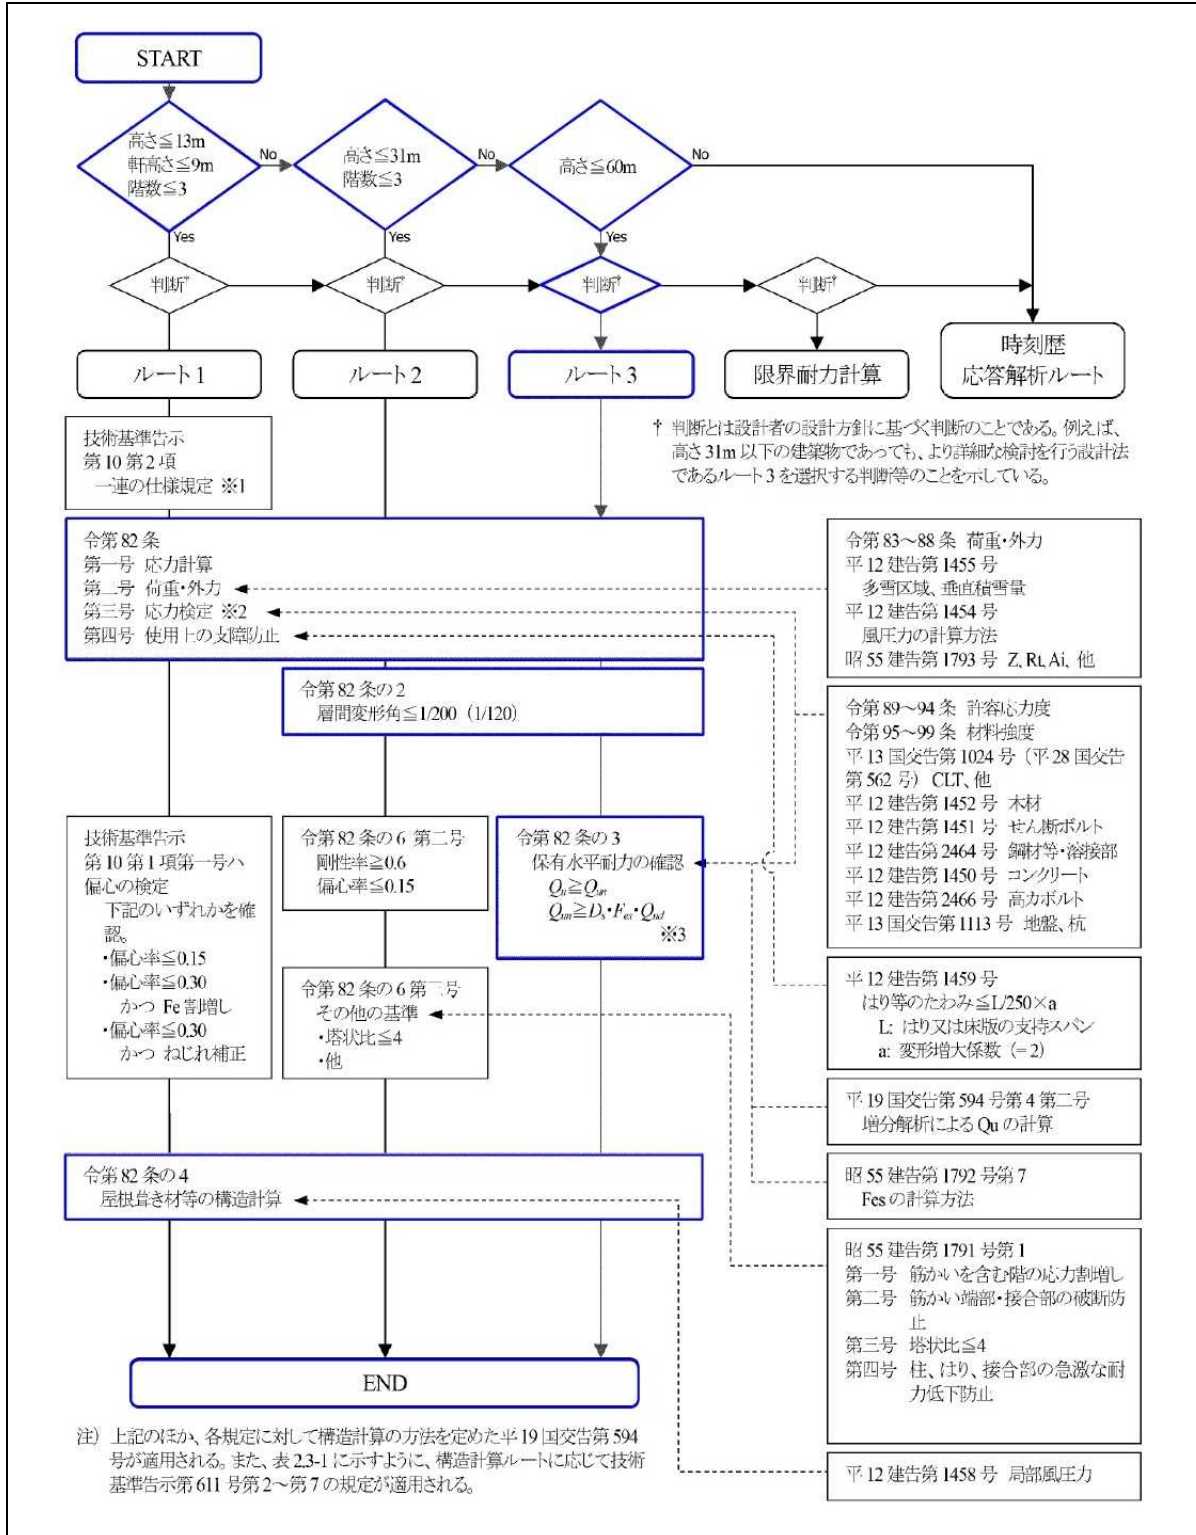 START
高さ≦13m
軒高さ≦9m
階数≦3
No
高さ≦31m
階数≦3
No
高さ≦60m
No
Yes
Yes
Yes
判断†
判断†
判断†
判断†
ルート1
ルート2
ルート3
限界耐力計算
時刻歴
応答解析ルート
技術基準告示
第10第2項
一連の仕様規定 ※1
† 判断とは設計者の設計方針に基づく判断のことである。例えば、
高さ31m以下の建築物であっても、より詳細な検討を行う設計法
であるルート3を選択する判断等のことを示している。
令第82条
第一号 応力計算
第二号 荷重・外力
第三号 応力検定 ※2
第四号 使用上の支障防止
令第83～88条 荷重・外力
平12建告第1455号
多雪区域、垂直積雪量
平12建告第1454号
風圧力の計算方法
昭55建告第1793号 Z、Rt、Ai、他
令第82条の2
層間変形角≦1/200（1/120）
令第89～94条 許容応力度
令第95～99条 材料強度
平13国交告第1024号（平28国交告
第562号） CLT、他
平12建告第1452号 木材
平12建告第1451号 せん断ボルト
平12建告第2464号 鋼材等・溶接部
平12建告第1450号 コンクリート
平12建告第2466号 高力ボルト
平13国交告第1113号 地盤、杭
技術基準告示
第10第1項第一号ハ
偏心の検定
下記のいずれかを確
認。
・偏心率≦0.15
・偏心率≦0.30
かつ Fe割増し
・偏心率≦0.30
かつ ねじれ補正
令第82条の6 第二号
剛性率≧0.6
偏心率≦0.15
令第82条の3
保有水平耐力の確認
Qu≧Qun
Qun≧Ds・Fes・Qud
※3
令第82条の6第三号
その他の基準
・塔状比≦4
・他
平12建告第1459号
はり等のたわみ≦L/250×a
L: はり又は床版の支持スパン
a: 変形増大係数（=2）
平19国交告第594号第4第二号
増分解析によるQuの計算
令第82条の4
屋根葺き材等の構造計算
昭55建告第1792号第7
Fesの計算方法
昭55建告第1791号第1
第一号 筋かいを含む階の応力割増し
第二号 筋かい端部・接合部の破断防
止
第三号 塔状比≦4
第四号 柱、はり、接合部の急激な耐
力低下防止
END
平12建告第1458号 局部風圧力
注） 上記のほか、各規定に対して構造計算の方法を定めた平19国交告第594
号が適用される。また、表2.3-1に示すように、構造計算ルートに応じて技術
基準告示第611号第2～第7の規定が適用される。